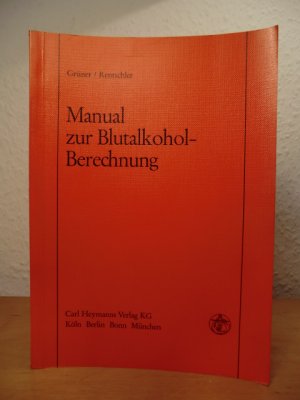 Grüner / Rentschler
Manual
zur Blutalkohol-
Berechnung
Carl Heymanns Verlag KG
Köln Berlin Bonn München